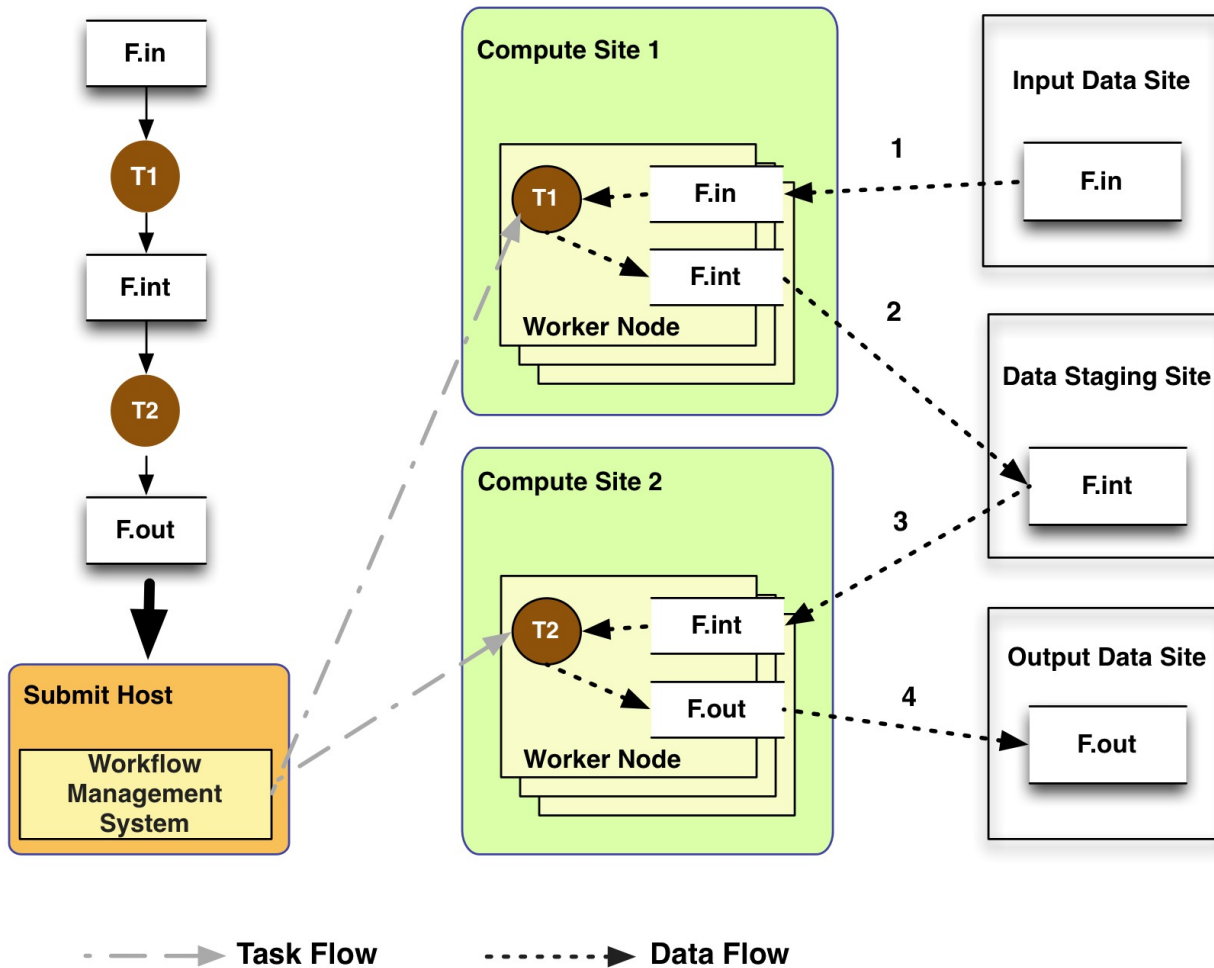 F.in
T1
F.int
T2
F.out
Submit Host
Workflow
Management
System
Compute Site 1
T1
F.in
F.int
Worker Node
Compute Site 2
T2
F.int
F.out
Worker Node
1
2
3
4
Input Data Site
F.in
Data Staging Site
F.int
Output Data Site
F.out
Task Flow
Data Flow